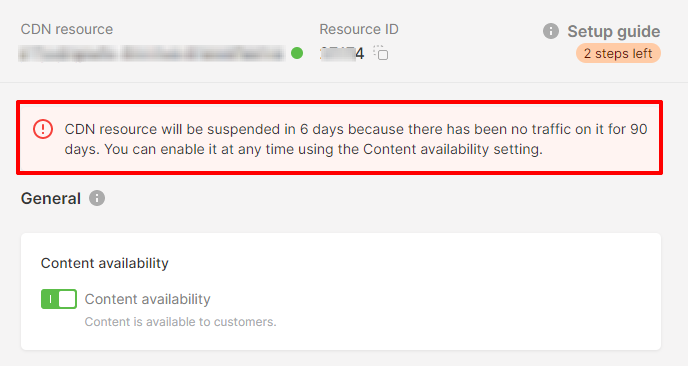 CDN resource
Resource ID
Setup guide
4
2 steps left
CDN resource will be suspended in 6 days because there has been no traffic on it for 90
days. You can enable it at any time using the Content availability setting.
General
Content availability
Content availability
Content is available to customers.